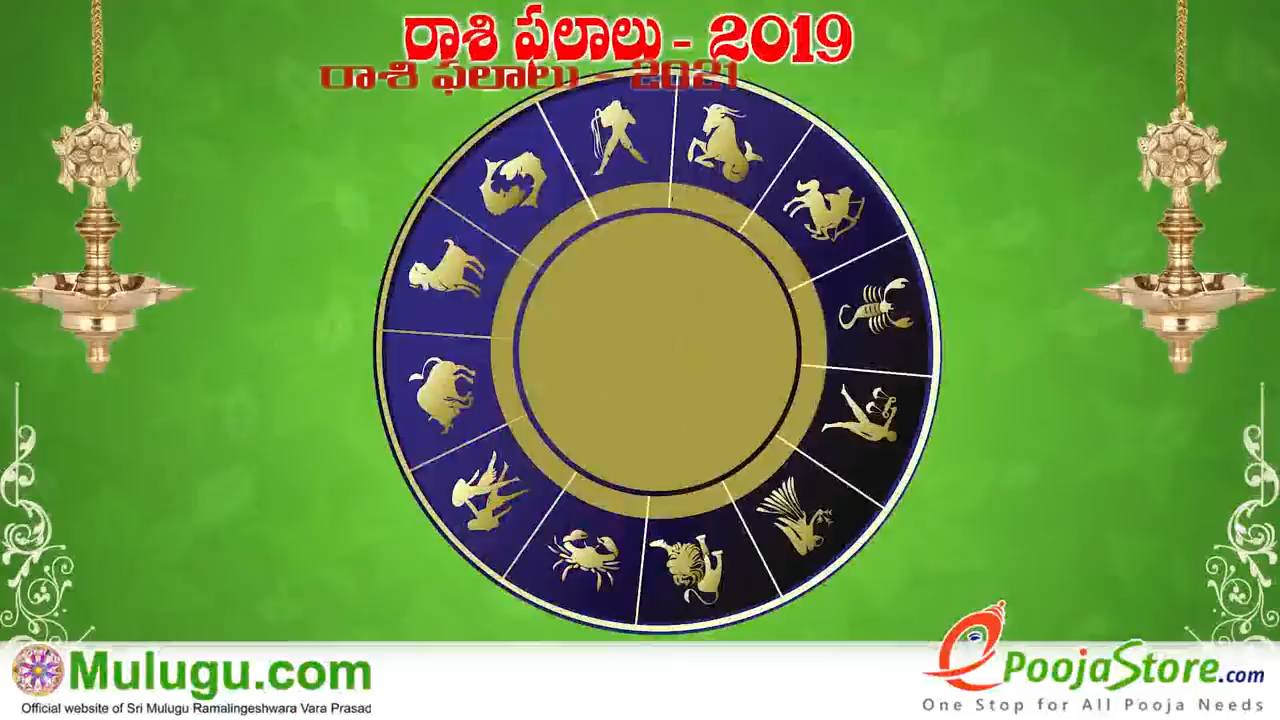 రాశి ఫలాలు - 2019
రాశి ఫలాలు - 2021
Mulugu.com
Official website of Sri Mulugu Ramalingeshwara Vara Prasad
ePoojaStore.com
One Stop for All Pooja Needs